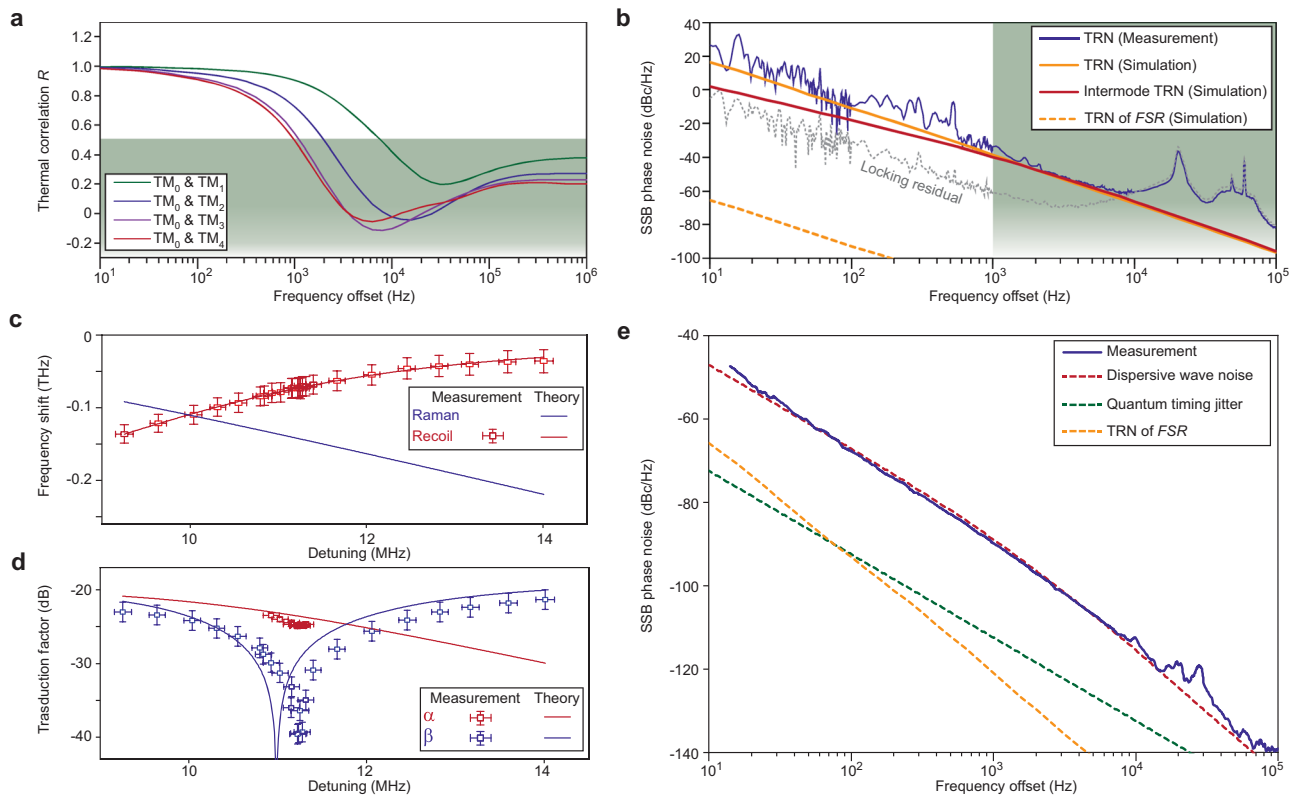 a
Thermal correlation R
1.2
1.0
0.8
0.6
0.4
0.2
0
-0.2
TM0 & TM1
TM0 & TM2
TM0 & TM3
TM0 & TM4
10^1 10^2 10^3 10^4 10^5 10^6
Frequency offset (Hz)
b
SSB phase noise (dBc/Hz)
40
20
0
-20
-40
-60
-80
-100
TRN (Measurement)
TRN (Simulation)
Intermode TRN (Simulation)
TRN of FSR (Simulation)
Locking residual
10^1 10^2 10^3 10^4 10^5
Frequency offset (Hz)
c
Frequency shift (THz)
0
-0.1
-0.2
Measurement Theory
Raman
Recoil
10 12 14
Detuning (MHz)
d
Trasduction factor (dB)
-20
-30
-40
Measurement Theory
α
β
10 12 14
Detuning (MHz)
e
SSB phase noise (dBc/Hz)
-40
-60
-80
-100
-120
-140
Measurement
Dispersive wave noise
Quantum timing jitter
TRN of FSR
10^1 10^2 10^3 10^4 10^5
Frequency offset (Hz)